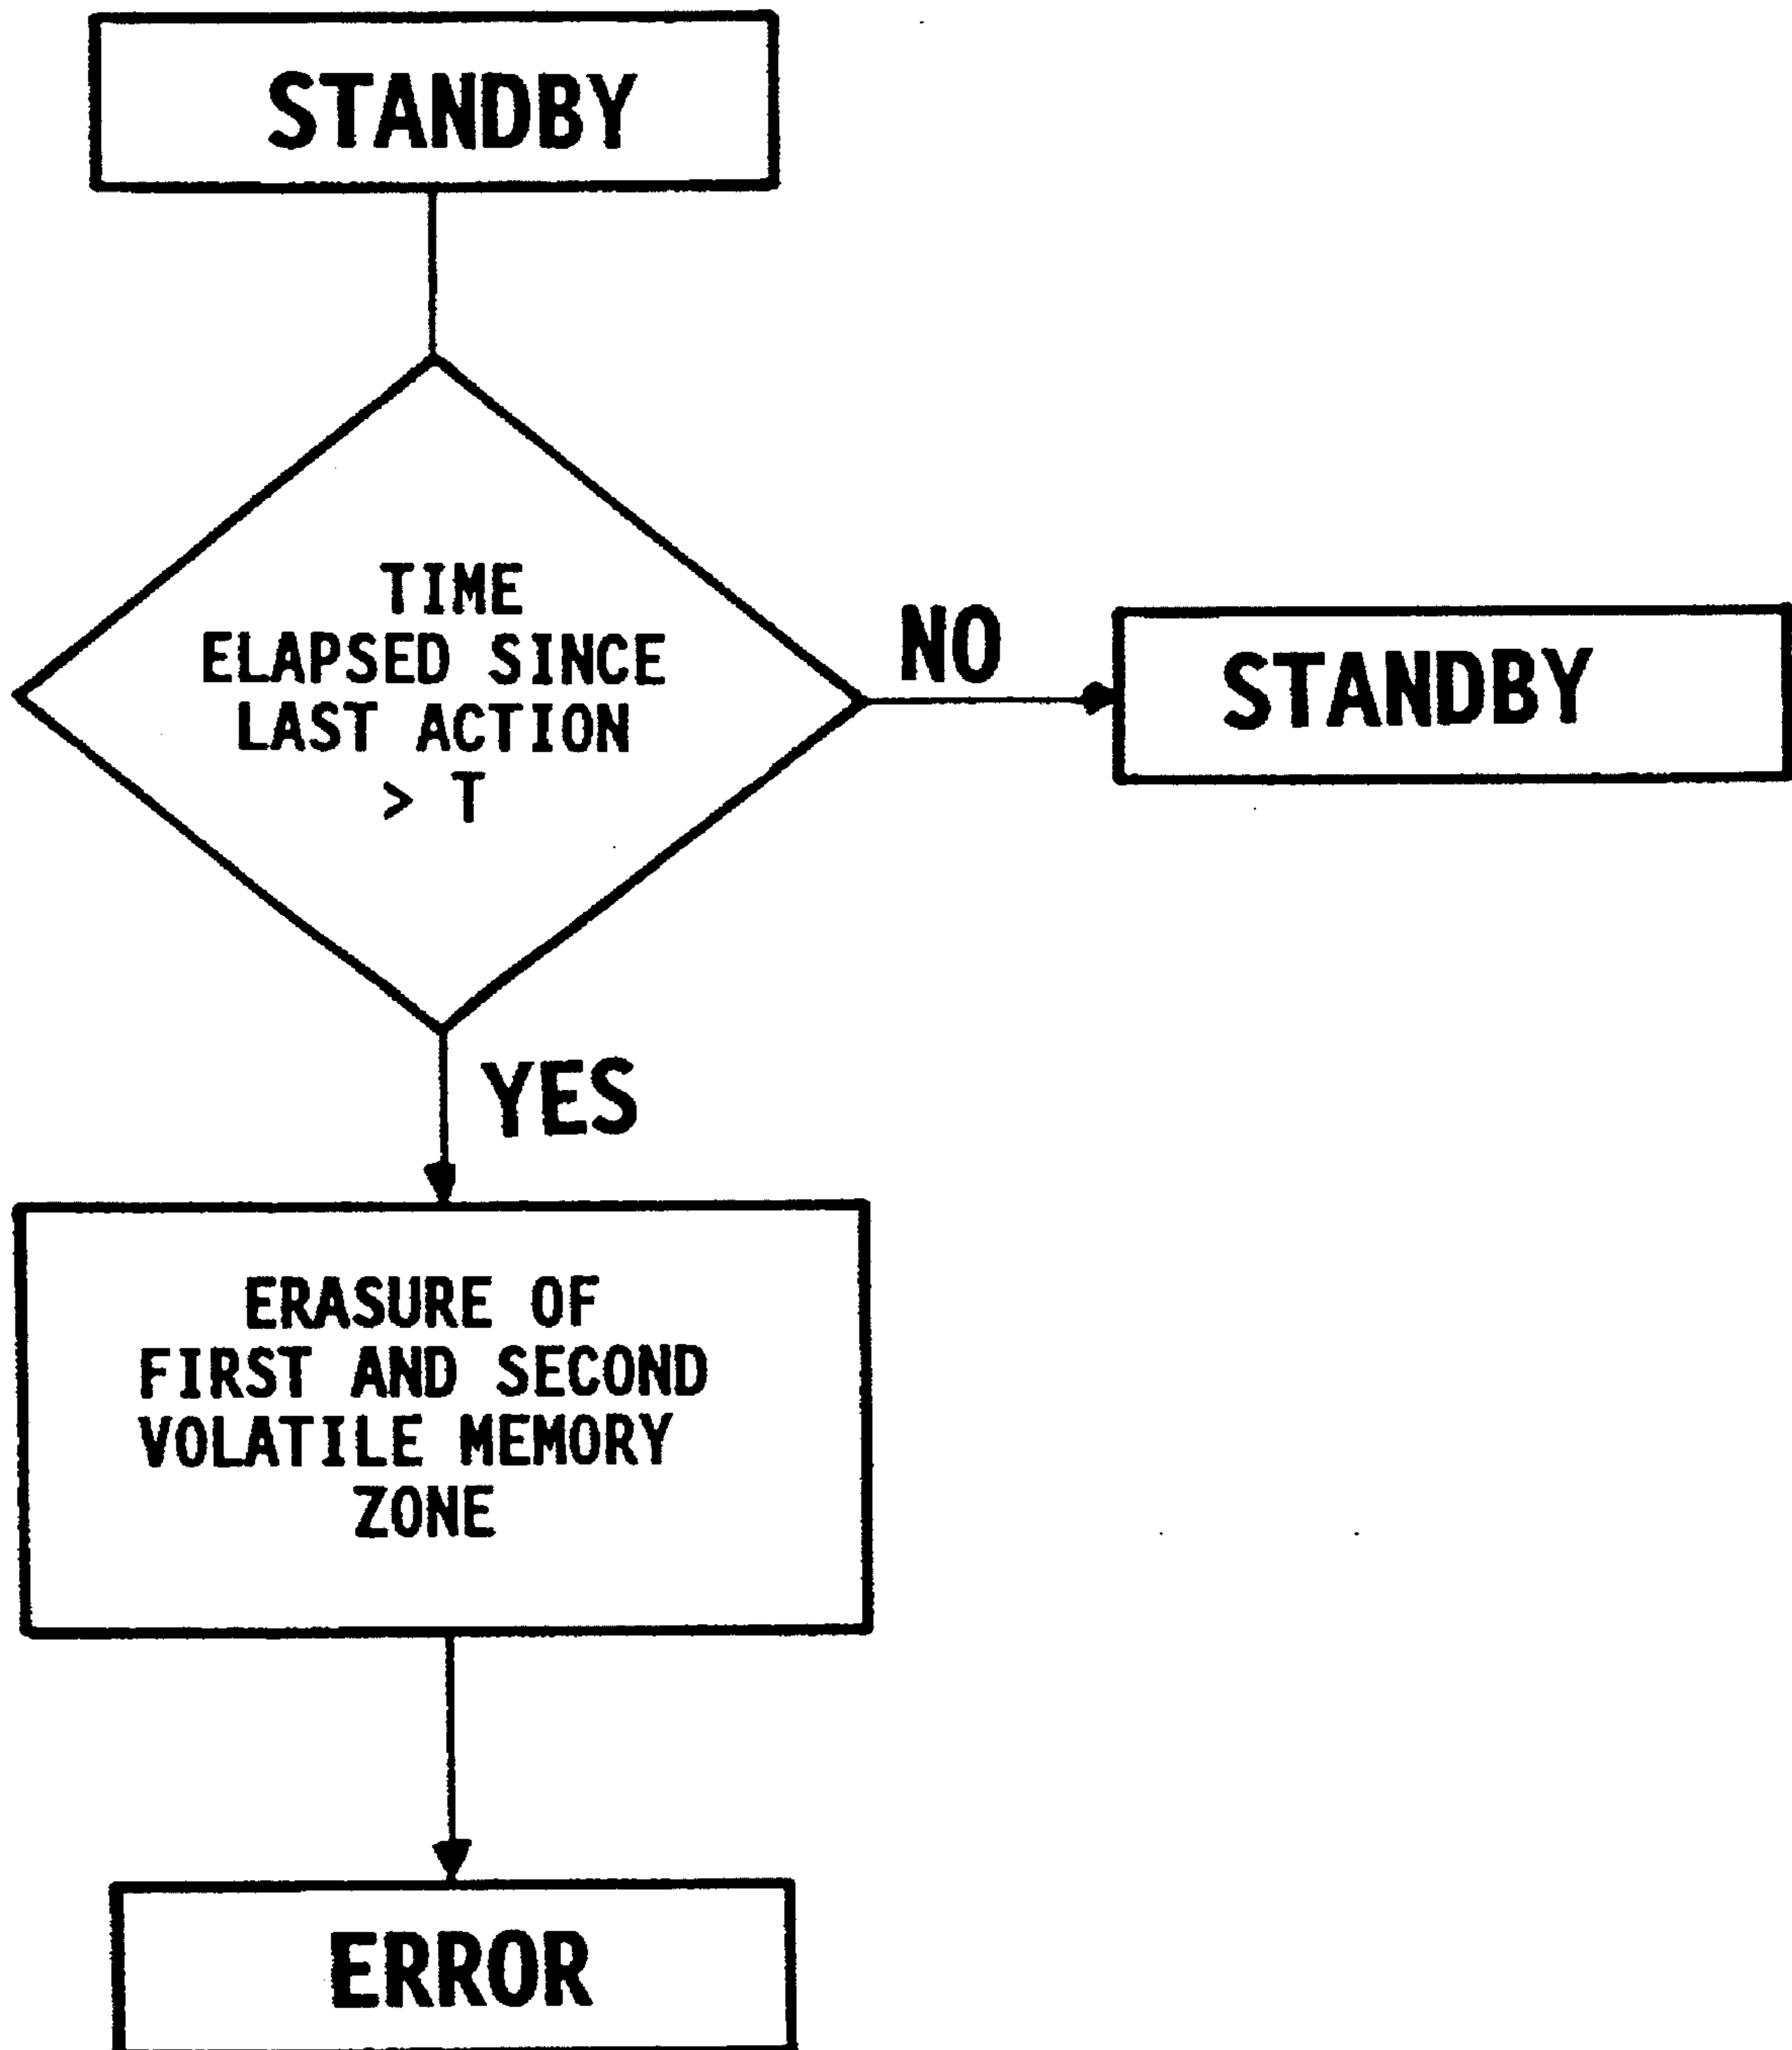 STANDBY
TIME
ELAPSED SINCE
LAST ACTION
> T
NO
STANDBY
YES
ERASURE OF
FIRST AND SECOND
VOLATILE MEMORY
ZONE
ERROR